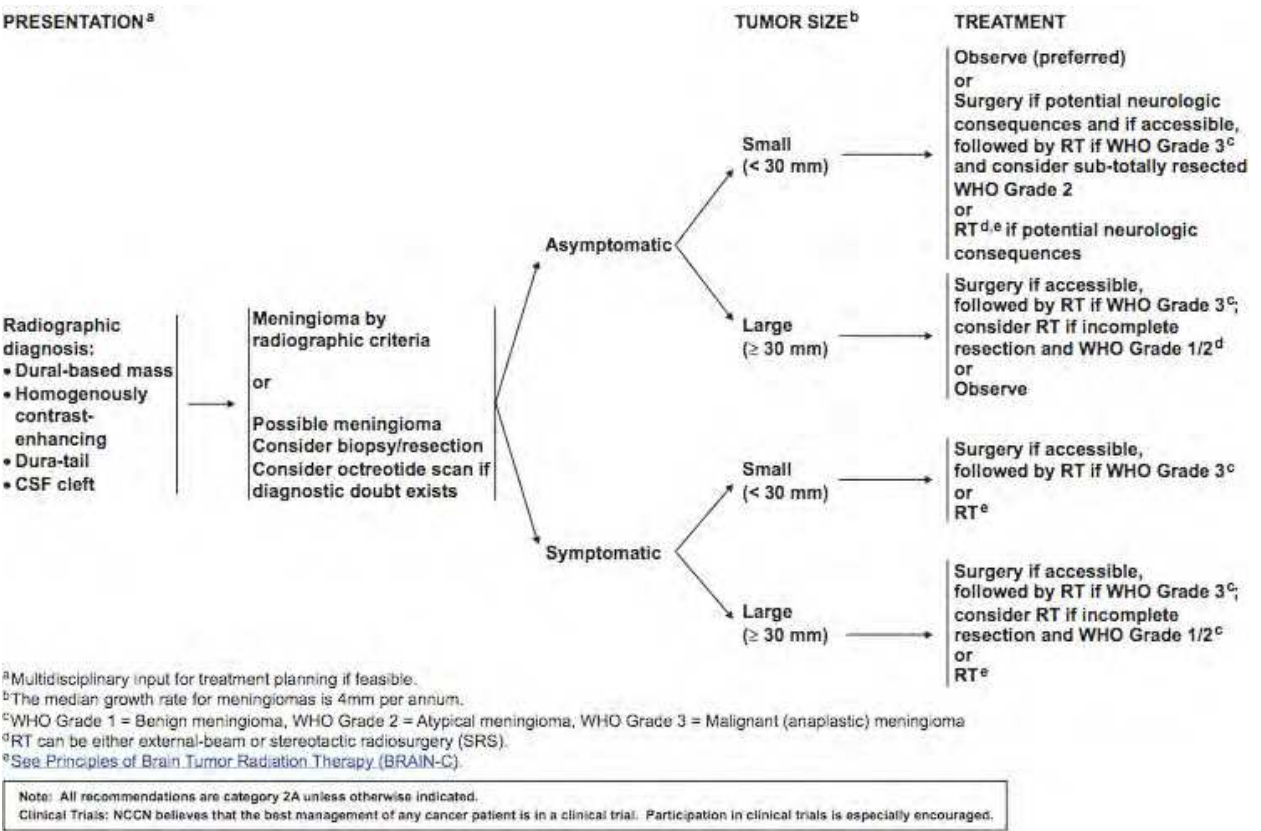 PRESENTATIONᵃ
TUMOR SIZEᵇ
TREATMENT
Radiographic
diagnosis:
• Dural-based mass
• Homogenously
contrast-
enhancing
• Dura-tail
• CSF cleft
Meningioma by
radiographic criteria
or
Possible meningioma
Consider biopsy/resection
Consider octreotide scan if
diagnostic doubt exists
Asymptomatic
Small
(< 30 mm)
Observe (preferred)
or
Surgery if potential neurologic
consequences and if accessible,
followed by RT if WHO Grade 3ᶜ
and consider sub-totally resected
WHO Grade 2
or
RTᵈ,ᵉ if potential neurologic
consequences
Large
(≥ 30 mm)
Surgery if accessible,
followed by RT if WHO Grade 3ᶜ;
consider RT if incomplete
resection and WHO Grade 1/2ᵈ
or
Observe
Symptomatic
Small
(< 30 mm)
Surgery if accessible,
followed by RT if WHO Grade 3ᶜ
or
RTᵉ
Large
(≥ 30 mm)
Surgery if accessible,
followed by RT if WHO Grade 3ᶜ;
consider RT if incomplete
resection and WHO Grade 1/2ᶜ
or
RTᵉ
ᵃMultidisciplinary input for treatment planning if feasible.
ᵇThe median growth rate for meningiomas is 4mm per annum.
ᶜWHO Grade 1 = Benign meningioma, WHO Grade 2 = Atypical meningioma, WHO Grade 3 = Malignant (anaplastic) meningioma
ᵈRT can be either external-beam or stereotactic radiosurgery (SRS).
ᵉSee Principles of Brain Tumor Radiation Therapy (BRAIN-C).
Note: All recommendations are category 2A unless otherwise indicated.
Clinical Trials: NCCN believes that the best management of any cancer patient is in a clinical trial. Participation in clinical trials is especially encouraged.